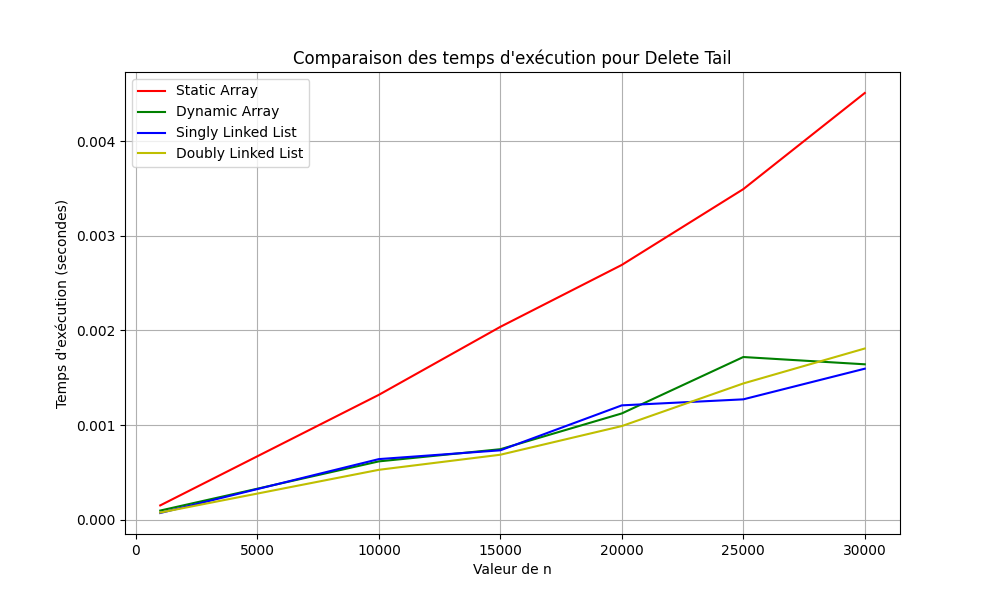 Comparaison des temps d'exécution pour Delete Tail
Static Array
Dynamic Array
Singly Linked List
Doubly Linked List
Temps d'exécution (secondes)
0.004
0.003
0.002
0.001
0.000
0 5000 10000 15000 20000 25000 30000
Valeur de n